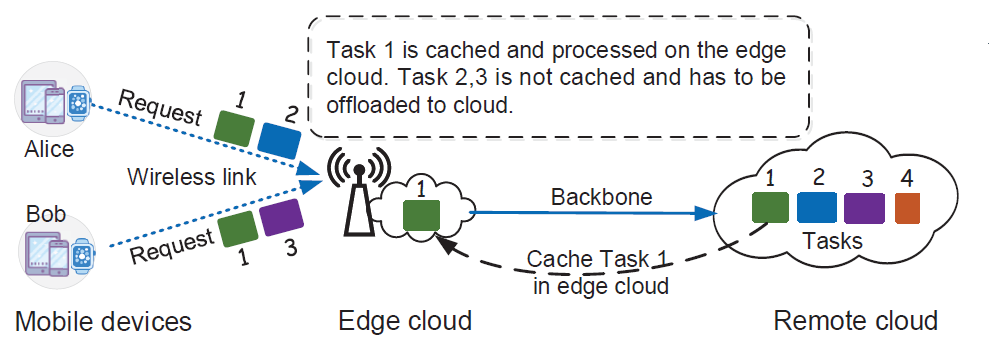 Task 1 is cached and processed on the edge
cloud. Task 2,3 is not cached and has to be
offloaded to cloud.
Request
1
2
Alice
Wireless link
Bob
Request
1
3
1
Backbone
1
2
3
4
Tasks
Cache Task 1
in edge cloud
Mobile devices
Edge cloud
Remote cloud